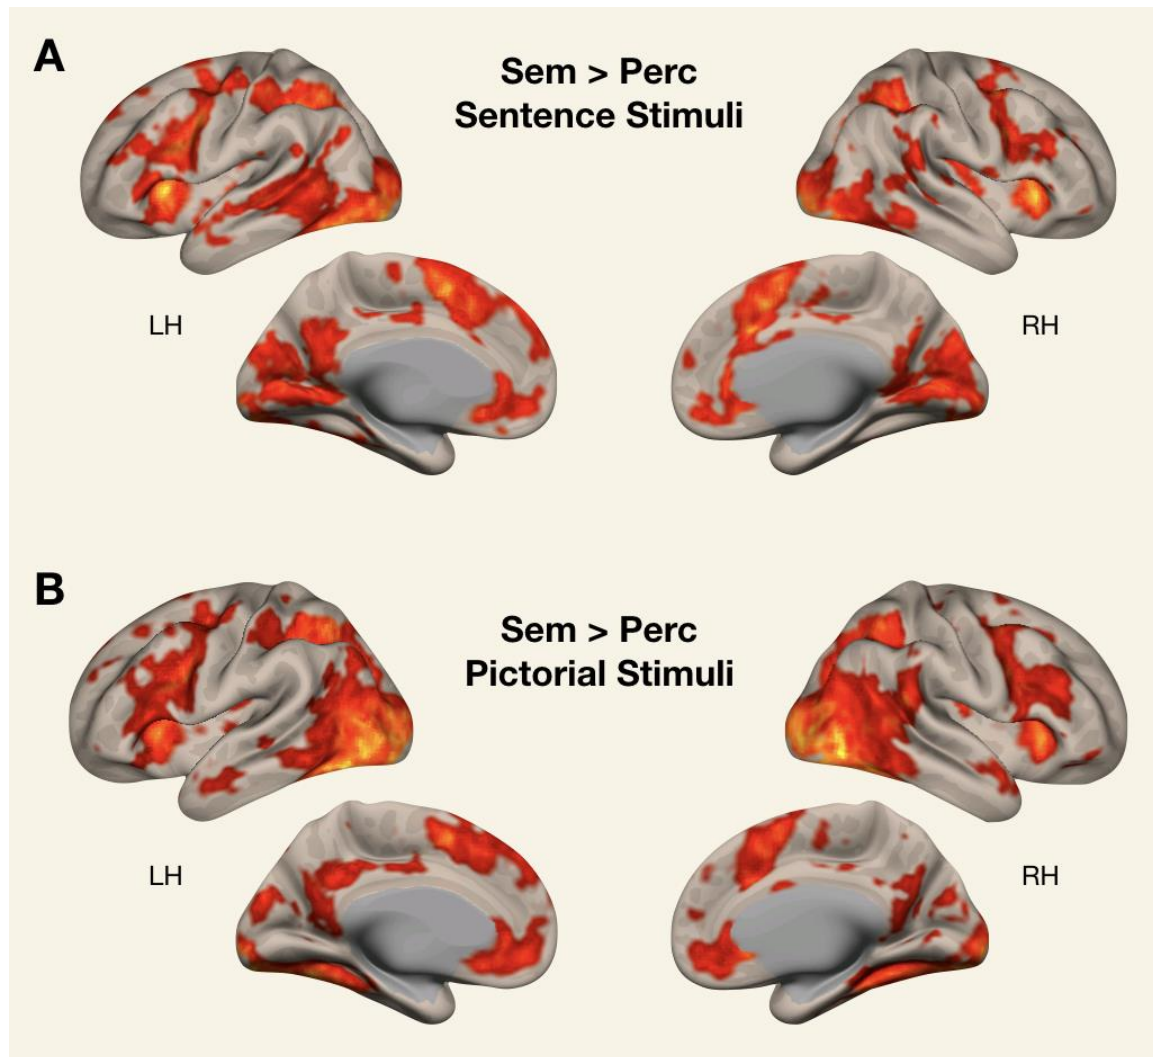 A
Sem > Perc
Sentence Stimuli
LH
RH
B
Sem > Perc
Pictorial Stimuli
LH
RH